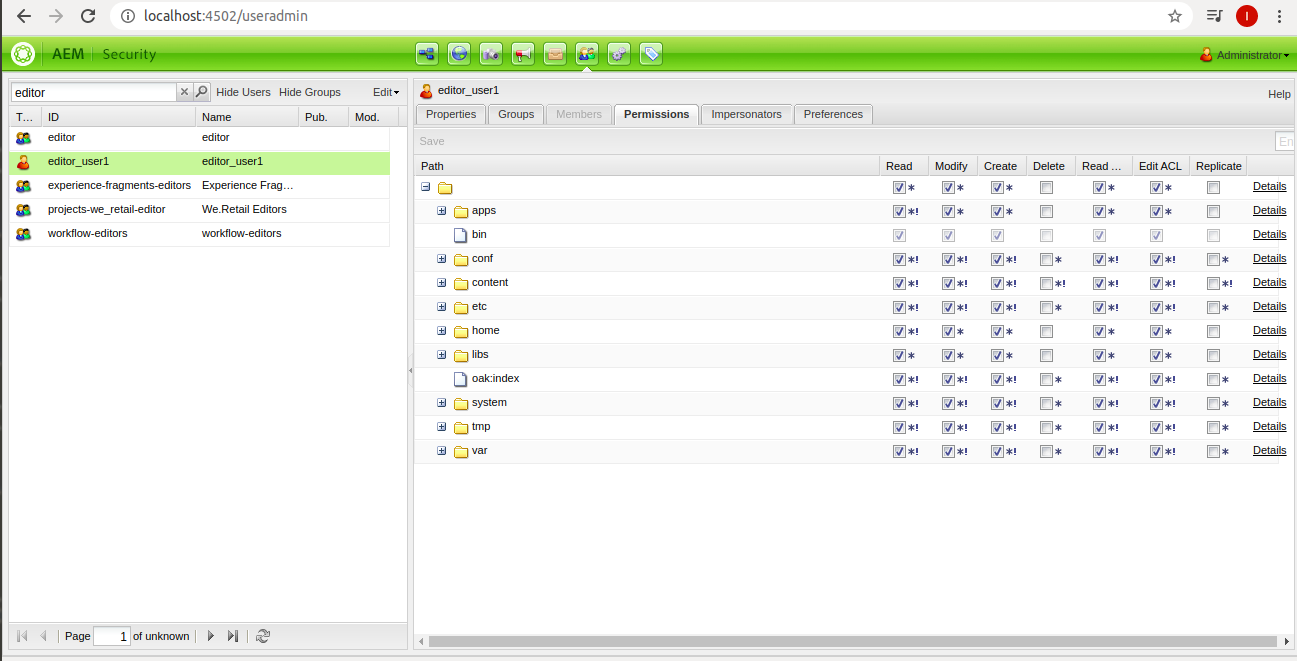 localhost:4502/useradmin
I
AEM Security
Administrator
editor
Hide Users Hide Groups Edit
T... ID Name Pub. Mod.
editor editor
editor_user1 editor_user1
experience-fragments-editors Experience Frag...
projects-we_retail-editor We.Retail Editors
workflow-editors workflow-editors
Page 1 of unknown
editor_user1
Help
Properties Groups Members Permissions Impersonators Preferences
Save En
Path Read Modify Create Delete Read ... Edit ACL Replicate
* * * * * Details
apps *! * * * * Details
bin Details
conf *! *! *! * *! *! * Details
content *! *! *! *! *! *! *! Details
etc *! *! *! * *! *! * Details
home *! * * * * Details
libs * * * * * Details
oak:index *! *! *! * *! *! * Details
system *! *! *! * *! *! * Details
tmp *! *! *! * *! *! * Details
var *! *! *! * *! *! * Details